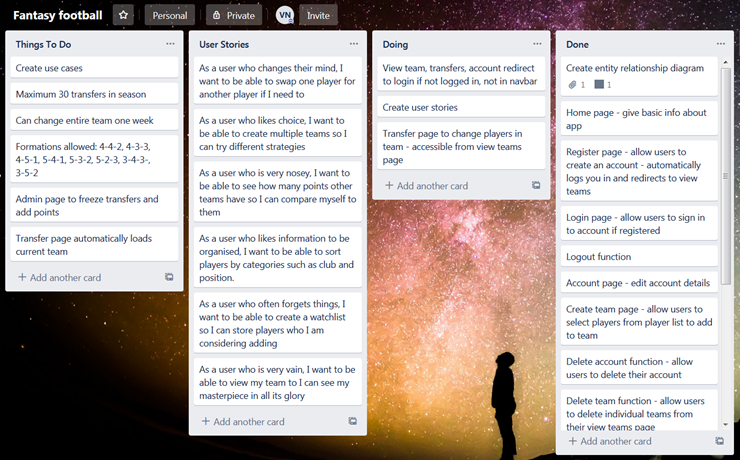 Fantasy football
Personal
Private
VN
Invite
Things To Do
Create use cases
Maximum 30 transfers in season
Can change entire team one week
Formations allowed: 4-4-2, 4-3-3,
4-5-1, 5-4-1, 5-3-2, 5-2-3, 3-4-3-,
3-5-2
Admin page to freeze transfers and
add points
Transfer page automatically loads
current team
+ Add another card
User Stories
As a user who changes their mind, I
want to be able to swap one player for
another player if I need to
As a user who likes choice, I want to
be able to create multiple teams so I
can try different strategies
As a user who is very nosey, I want to
be able to see how many points other
teams have so I can compare myself to
them
As a user who likes information to be
organised, I want to be able to sort
players by categories such as club and
position.
As a user who often forgets things, I
want to be able to create a watchlist
so I can store players who I am
considering adding
As a user who is very vain, I want to be
able to view my team to I can see my
masterpiece in all its glory
+ Add another card
Doing
View team, transfers, account redirect
to login if not logged in, not in navbar
Create user stories
Transfer page to change players in
team - accessible from view teams
page
+ Add another card
Done
Create entity relationship diagram
1 1
Home page - give basic info about
app
Register page - allow users to
create an account - automatically
logs you in and redirects to view
teams
Login page - allow users to sign in
to account if registered
Logout function
Account page - edit account details
Create team page - allow users to
select players from player list to add
to team
Delete account function - allow
users to delete their account
Delete team function - allow users
to delete individual teams from
their view teams page
+ Add another card